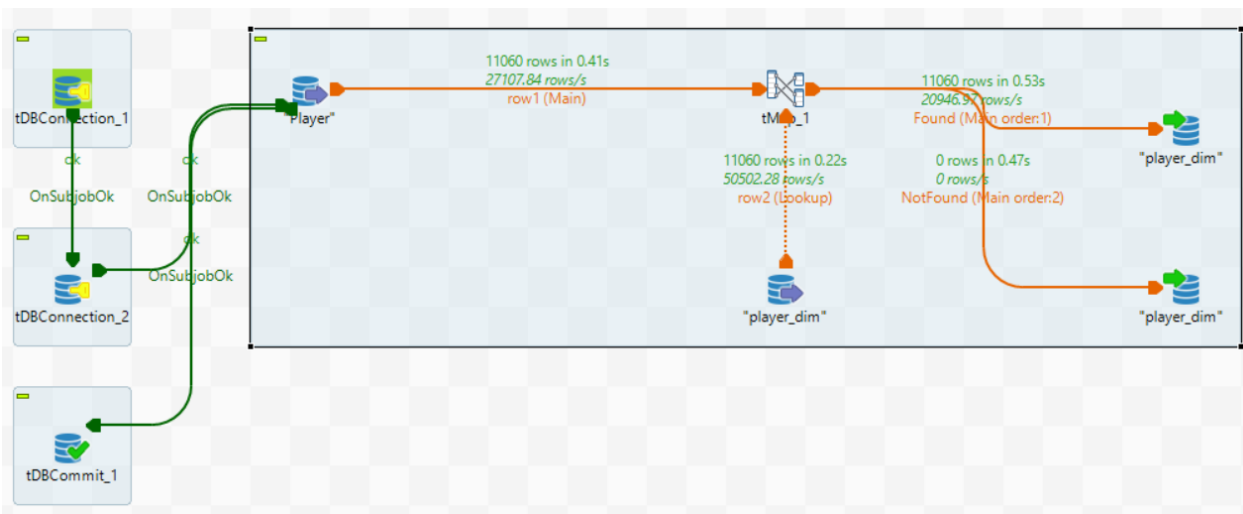 tDBConnection_1
ok
OnSubjobOk
tDBConnection_2
ok
OnSubjobOk
ok
OnSubjobOk
tDBCommit_1
"Player"
11060 rows in 0.41s
27107.84 rows/s
row1 (Main)
tMap_1
11060 rows in 0.22s
50502.28 rows/s
row2 (Lookup)
"player_dim"
11060 rows in 0.53s
20946.97 rows/s
Found (Main order:1)
"player_dim"
0 rows in 0.47s
0 rows/s
NotFound (Main order:2)
"player_dim"